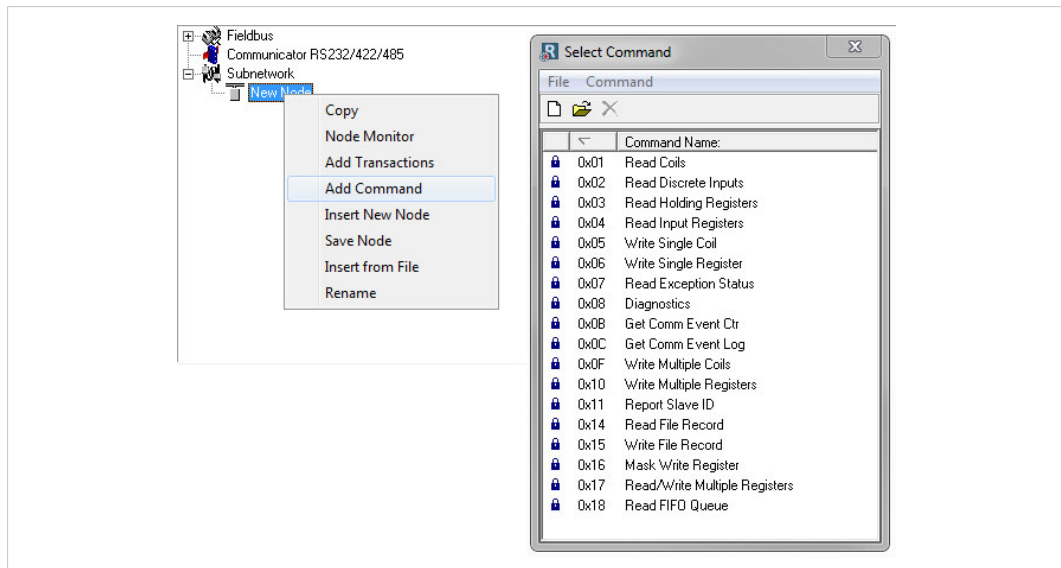 Fieldbus
Communicator RS232/422/485
Subnetwork
New Node
Copy
Node Monitor
Add Transactions
Add Command
Insert New Node
Save Node
Insert from File
Rename
Select Command
File Command
Command Name:
0x01 Read Coils
0x02 Read Discrete Inputs
0x03 Read Holding Registers
0x04 Read Input Registers
0x05 Write Single Coil
0x06 Write Single Register
0x07 Read Exception Status
0x08 Diagnostics
0x0B Get Comm Event Ctr
0x0C Get Comm Event Log
0x0F Write Multiple Coils
0x10 Write Multiple Registers
0x11 Report Slave ID
0x14 Read File Record
0x15 Write File Record
0x16 Mask Write Register
0x17 Read/Write Multiple Registers
0x18 Read FIFO Queue